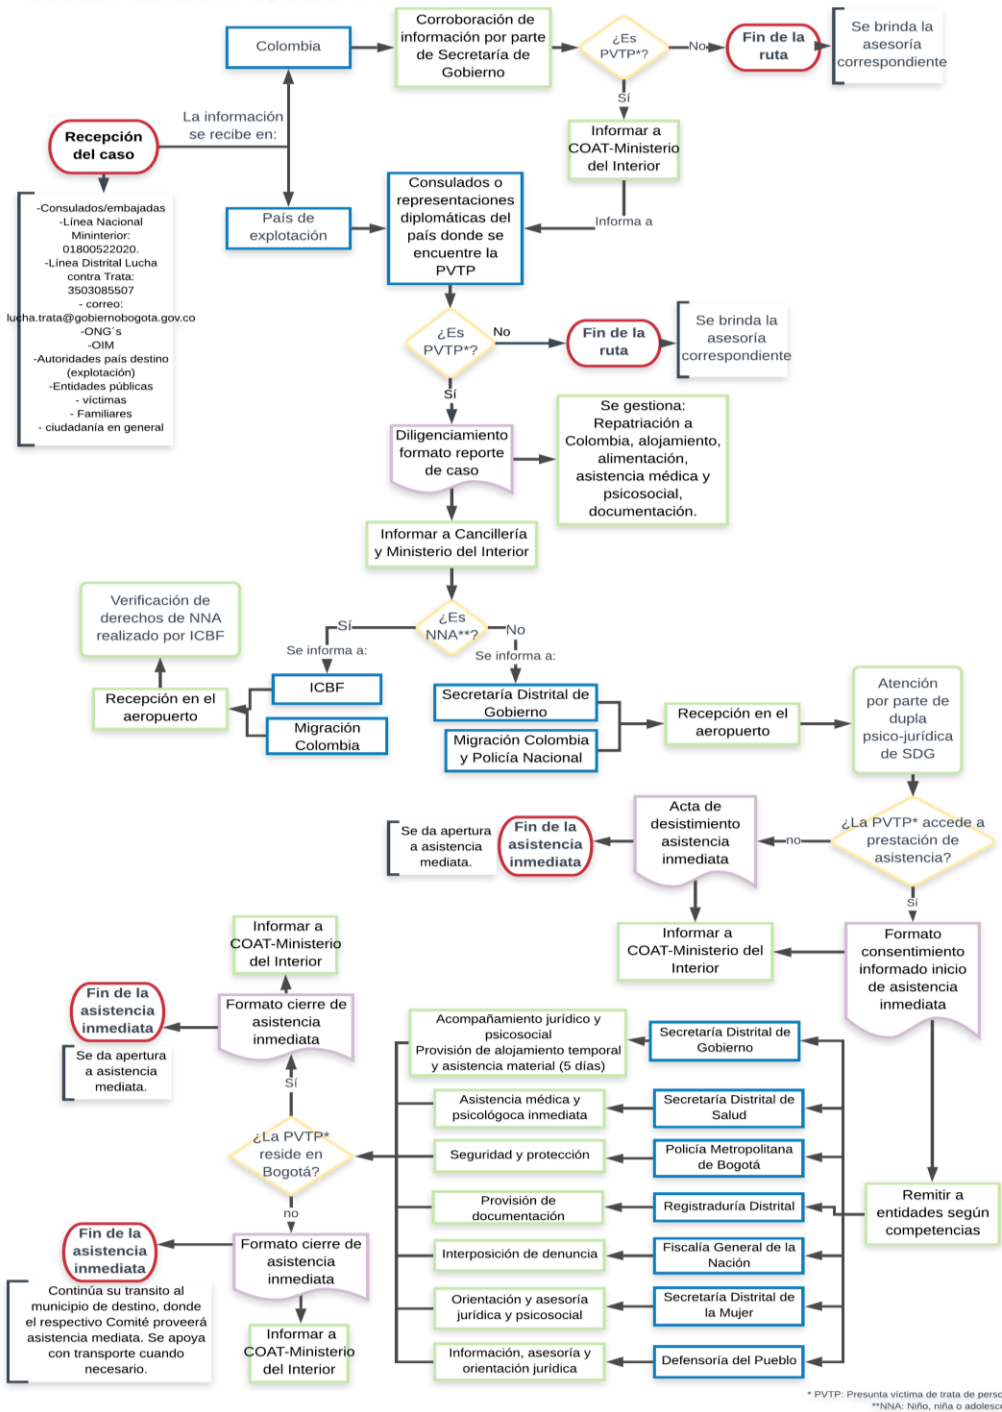 Colombia
Corroboración de
información por parte
de Secretaría de
Gobierno
¿Es
PVTP*?
No
Fin de la
ruta
Se brinda la
asesoría
correspondiente
Sí
La información
se recibe en:
Recepción
del caso
Informar a
COAT-Ministerio
del Interior
Informa a
País de
explotación
Consulados o
representaciones
diplomáticas del
país donde se
encuentre la
PVTP
-Consulados/embajadas
-Línea Nacional
Mininterior:
01800522020.
-Línea Distrital Lucha
contra Trata:
3503085507
- correo:
lucha.trata@gobiernobogota.gov.co
-ONG´s
-OIM
-Autoridades país destino
(explotación)
-Entidades públicas
- víctimas
- Familiares
- ciudadanía en general
¿Es
PVTP*?
No
Fin de la
ruta
Se brinda la
asesoría
correspondiente
Sí
Diligenciamiento
formato reporte
de caso
Se gestiona:
Repatriación a
Colombia, alojamiento,
alimentación,
asistencia médica y
psicosocial,
documentación.
Informar a Cancillería
y Ministerio del Interior
¿Es
NNA**?
Sí
Se informa a:
No
Se informa a:
Verificación de
derechos de NNA
realizado por ICBF
Recepción en el
aeropuerto
ICBF
Migración
Colombia
Secretaría Distrital de
Gobierno
Migración Colombia
y Policía Nacional
Recepción en el
aeropuerto
Atención
por parte de
dupla
psico-jurídica
de SDG
¿La PVTP* accede a
prestación de
asistencia?
no
Acta de
desistimiento
asistencia
inmediata
Fin de la
asistencia
inmediata
Se da apertura
a asistencia
mediata.
Sí
Formato
consentimiento
informado inicio
de asistencia
inmediata
Informar a
COAT-Ministerio del
Interior
Informar a
COAT-Ministerio
del Interior
Formato cierre de
asistencia
inmediata
Fin de la
asistencia
inmediata
Se da apertura
a asistencia
mediata.
Sí
¿La PVTP*
reside en
Bogotá?
no
Formato cierre de
asistencia
inmediata
Fin de la
asistencia
inmediata
Continúa su transito al
municipio de destino, donde
el respectivo Comité proveerá
asistencia mediata. Se apoya
con transporte cuando
necesario.
Informar a
COAT-Ministerio
del Interior
Acompañamiento jurídico y
psicosocial
Provisión de alojamiento temporal
y asistencia material (5 días)
Secretaría Distrital de
Gobierno
Asistencia médica y
psicológoca inmediata
Secretaría Distrital de
Salud
Seguridad y protección
Policía Metropolitana
de Bogotá
Provisión de
documentación
Registraduría Distrital
Interposición de denuncia
Fiscalía General de la
Nación
Orientación y asesoría
jurídica y psicosocial
Secretaría Distrital de
la Mujer
Información, asesoría y
orientación jurídica
Defensoría del Pueblo
Remitir a
entidades según
competencias
* PVTP: Presunta víctima de trata de perso
**NNA: Niño, niña o adolesce